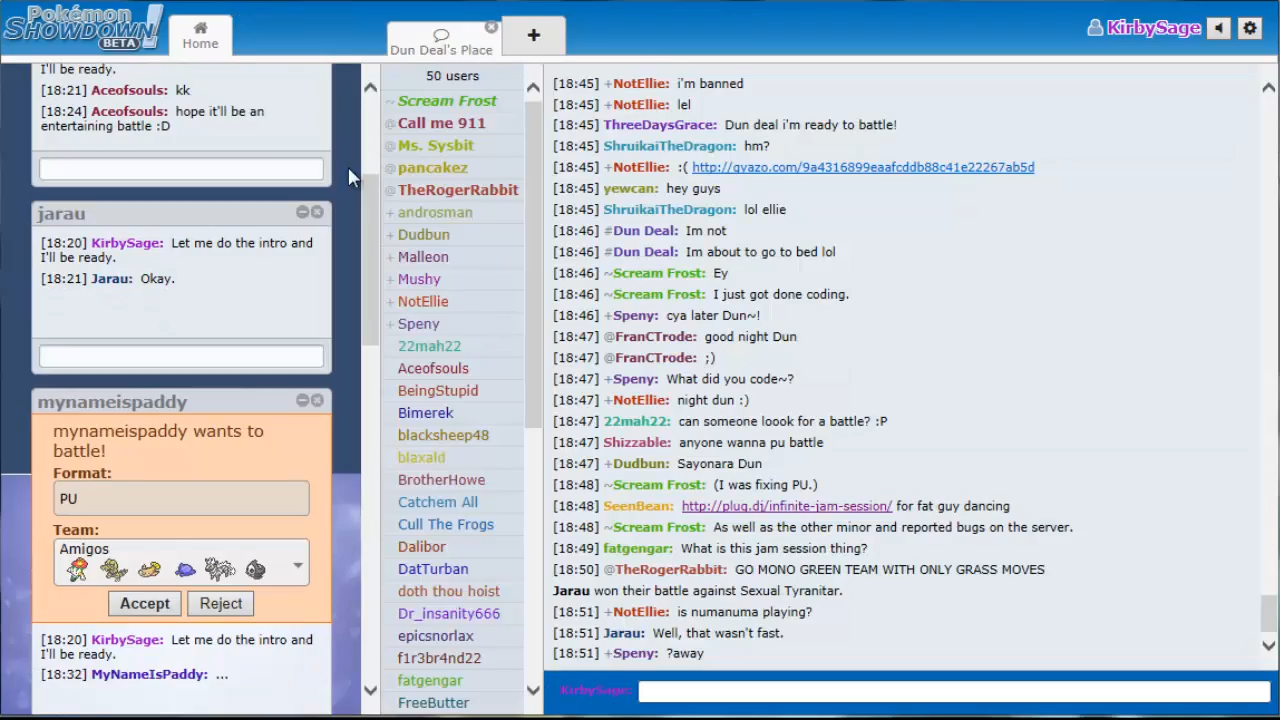 Pokémon
SHOWDOWN!
BETA
Home
Dun Deal's Place
+
KirbySage
I'll be ready.
[18:21] Aceofsouls: kk
[18:24] Aceofsouls: hope it'll be an
entertaining battle :D
jarau
[18:20] KirbySage: Let me do the intro and
I'll be ready.
[18:21] Jarau: Okay.
mynameispaddy
mynameispaddy wants to
battle!
Format:
PU
Team:
Amigos
Accept Reject
[18:20] KirbySage: Let me do the intro and
I'll be ready.
[18:32] MyNameIsPaddy: ...
50 users
~ Scream Frost
@ Call me 911
@ Ms. Sysbit
@ pancakez
@ TheRogerRabbit
+ androsman
+ Dudbun
+ Malleon
+ Mushy
+ NotEllie
+ Speny
22mah22
Aceofsouls
BeingStupid
Bimerek
blacksheep48
blaxald
BrotherHowe
Catchem All
Cull The Frogs
Dalibor
DatTurban
doth thou hoist
Dr_insanity666
epicsnorlax
f1r3br4nd22
fatgengar
FreeButter
[18:45] +NotEllie: i'm banned
[18:45] +NotEllie: lel
[18:45] ThreeDaysGrace: Dun deal i'm ready to battle!
[18:45] ShruikaiTheDragon: hm?
[18:45] +NotEllie: :( http://gyazo.com/9a4316899eaafcddb88c41e22267ab5d
[18:45] yewcan: hey guys
[18:45] ShruikaiTheDragon: lol ellie
[18:46] #Dun Deal: Im not
[18:46] #Dun Deal: Im about to go to bed lol
[18:46] ~Scream Frost: Ey
[18:46] ~Scream Frost: I just got done coding.
[18:46] +Speny: cya later Dun~!
[18:47] @FranCTrode: good night Dun
[18:47] @FranCTrode: ;)
[18:47] +Speny: What did you code~?
[18:47] +NotEllie: night dun :)
[18:47] 22mah22: can someone loook for a battle? :P
[18:47] Shizzable: anyone wanna pu battle
[18:47] +Dudbun: Sayonara Dun
[18:48] ~Scream Frost: (I was fixing PU.)
[18:48] SeenBean: http://plug.dj/infinite-jam-session/ for fat guy dancing
[18:48] ~Scream Frost: As well as the other minor and reported bugs on the server.
[18:49] fatgengar: What is this jam session thing?
[18:50] @TheRogerRabbit: GO MONO GREEN TEAM WITH ONLY GRASS MOVES
Jarau won their battle against Sexual Tyranitar.
[18:51] +NotEllie: is numanuma playing?
[18:51] Jarau: Well, that wasn't fast.
[18:51] +Speny: ?away
KirbySage: